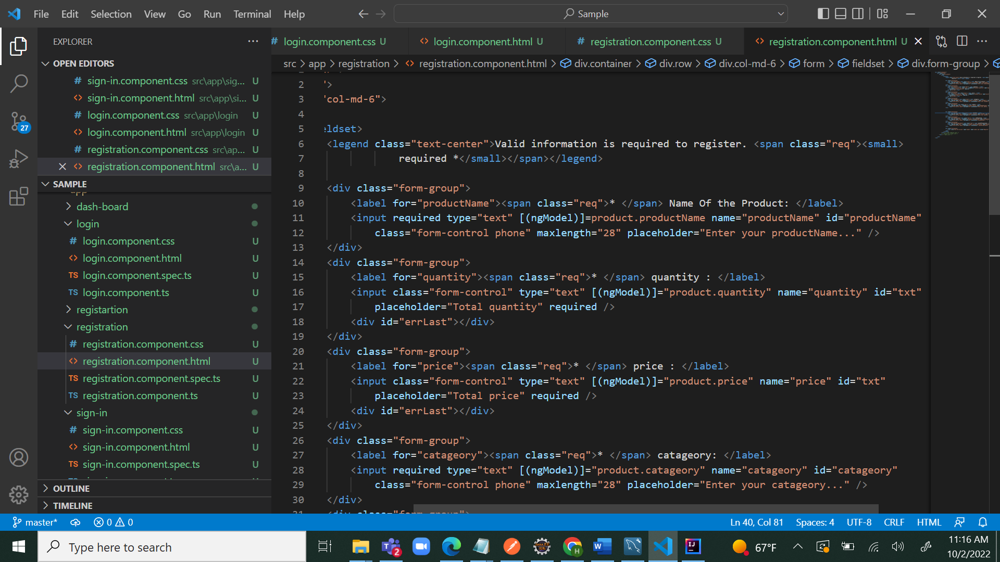 File Edit Selection View Go Run Terminal Help
Sample
EXPLORER
OPEN EDITORS
# sign-in.component.css src\app\sig... U
<> sign-in.component.html src\app\si... U
# login.component.css src\app\login U
<> login.component.html src\app\login U
# registration.component.css src\ap... U
<> registration.component.html src\a... U
SAMPLE
app
dash-board
login
# login.component.css U
<> login.component.html U
TS login.component.spec.ts U
TS login.component.ts U
registartion
registration
# registration.component.css U
<> registration.component.html U
TS registration.component.spec.ts U
TS registration.component.ts U
sign-in
# sign-in.component.css U
<> sign-in.component.html U
TS sign-in.component.spec.ts U
OUTLINE
TIMELINE
27
# login.component.css U
<> login.component.html U
# registration.component.css U
<> registration.component.html U
src > app > registration > <> registration.component.html > div.container > div.row > div.col-md-6 > form > fieldset > div.form-group >
2 '>
3 "col-md-6">
4
5 eldset>
6 <legend class="text-center">Valid information is required to register. <span class="req"><small>
7 required *</small></span></legend>
8
9 <div class="form-group">
10 <label for="productName"><span class="req">* </span> Name Of the Product: </label>
11 <input required type="text" [(ngModel)]=product.productName name="productName" id="productName"
12 class="form-control phone" maxlength="28" placeholder="Enter your productName..." />
13 </div>
14 <div class="form-group">
15 <label for="quantity"><span class="req">* </span> quantity : </label>
16 <input class="form-control" type="text" [(ngModel)]="product.quantity" name="quantity" id="txt"
17 placeholder="Total quantity" required />
18 <div id="errLast"></div>
19 </div>
20 <div class="form-group">
21 <label for="price"><span class="req">* </span> price : </label>
22 <input class="form-control" type="text" [(ngModel)]="product.price" name="price" id="txt"
23 placeholder="Total price" required />
24 <div id="errLast"></div>
25 </div>
26 <div class="form-group">
27 <label for="catageory"><span class="req">* </span> catageory: </label>
28 <input required type="text" [(ngModel)]="product.catageory" name="catageory" id="catageory"
29 class="form-control phone" maxlength="28" placeholder="Enter your catageory..." />
30 </div>
31 <div class="form-group">
master* 0 0
Ln 40, Col 81 Spaces: 4 UTF-8 CRLF HTML
Type here to search
2
67°F
11:16 AM
10/2/2022